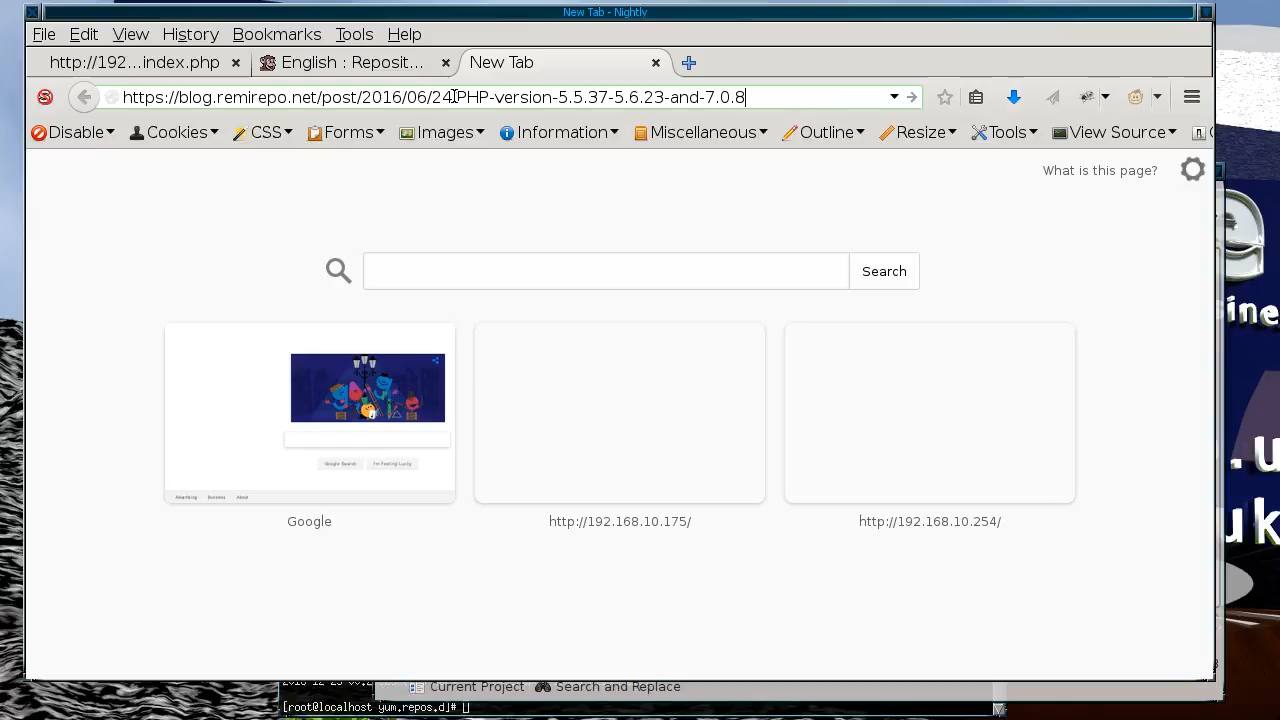 New Tab - Nightly
File Edit View History Bookmarks Tools Help
http://192...index.php English : Reposit... New Tab
https://blog.remirepo.net/post/2016/06/24/PHP-version-5.5.37-5.6.23-and-7.0.8
Disable Cookies CSS Forms Images Information Miscellaneous Outline Resize Tools View Source
What is this page?
Search
Google Search I'm Feeling Lucky
Advertising Business About
Google http://192.168.10.175/ http://192.168.10.254/
Current Project Search and Replace
[root@localhost yum.repos.d]#